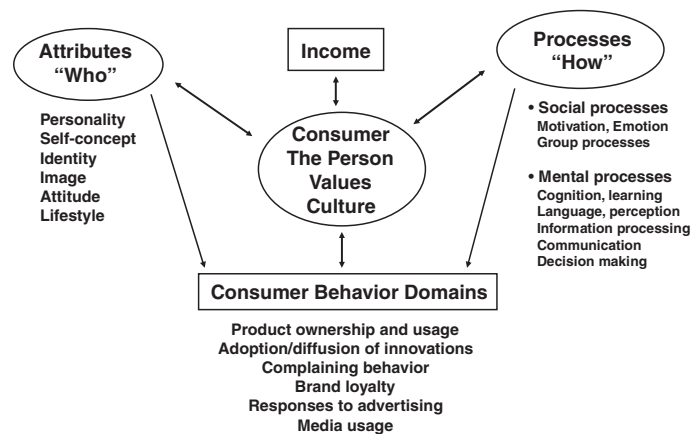 Attributes
“Who”
Personality
Self-concept
Identity
Image
Attitude
Lifestyle
Income
Consumer
The Person
Values
Culture
Processes
“How”
• Social processes
Motivation, Emotion
Group processes
• Mental processes
Cognition, learning
Language, perception
Information processing
Communication
Decision making
Consumer Behavior Domains
Product ownership and usage
Adoption/diffusion of innovations
Complaining behavior
Brand loyalty
Responses to advertising
Media usage